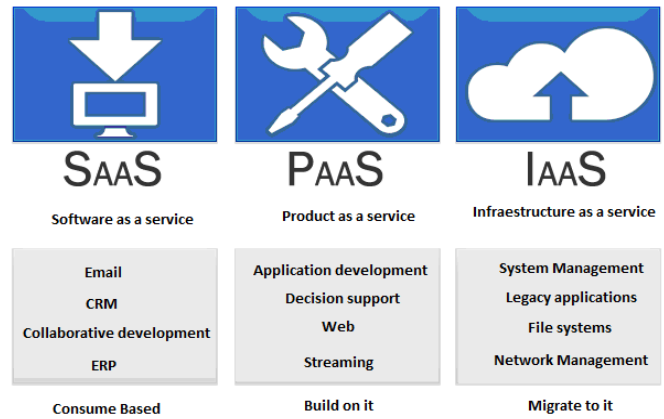 SAAS
Software as a service
Email
CRM
Collaborative development
ERP
Consume Based
PAAS
Product as a service
Application development
Decision support
Web
Streaming
Build on it
IAAS
Infraestructure as a service
System Management
Legacy applications
File systems
Network Management
Migrate to it